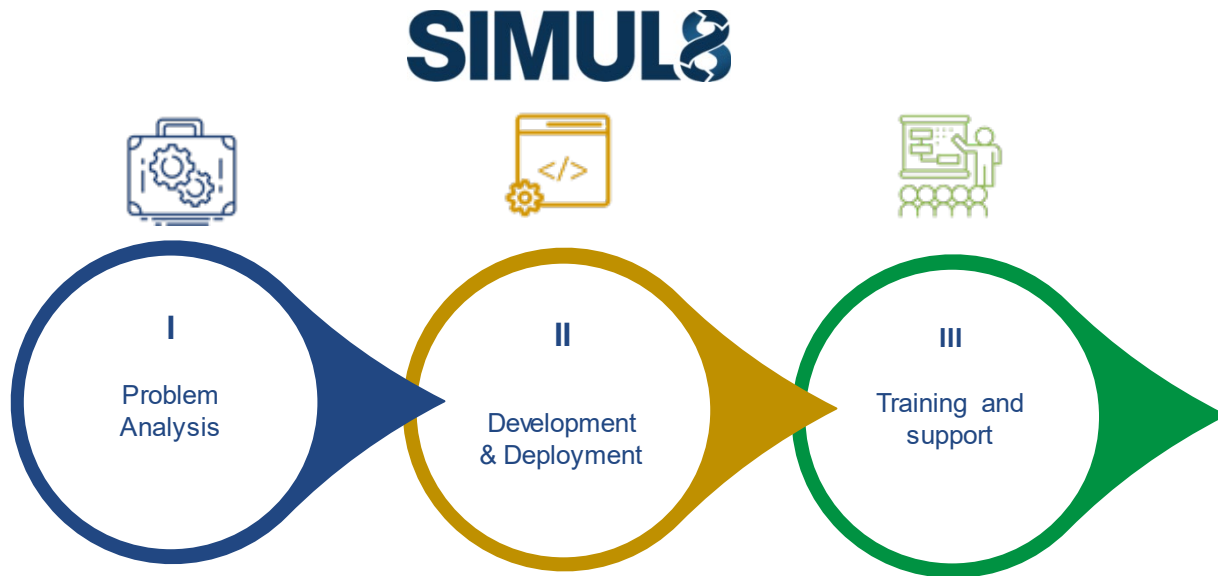 SIMUL8
</>
I
Problem
Analysis
II
Development
& Deployment
III
Training and
support